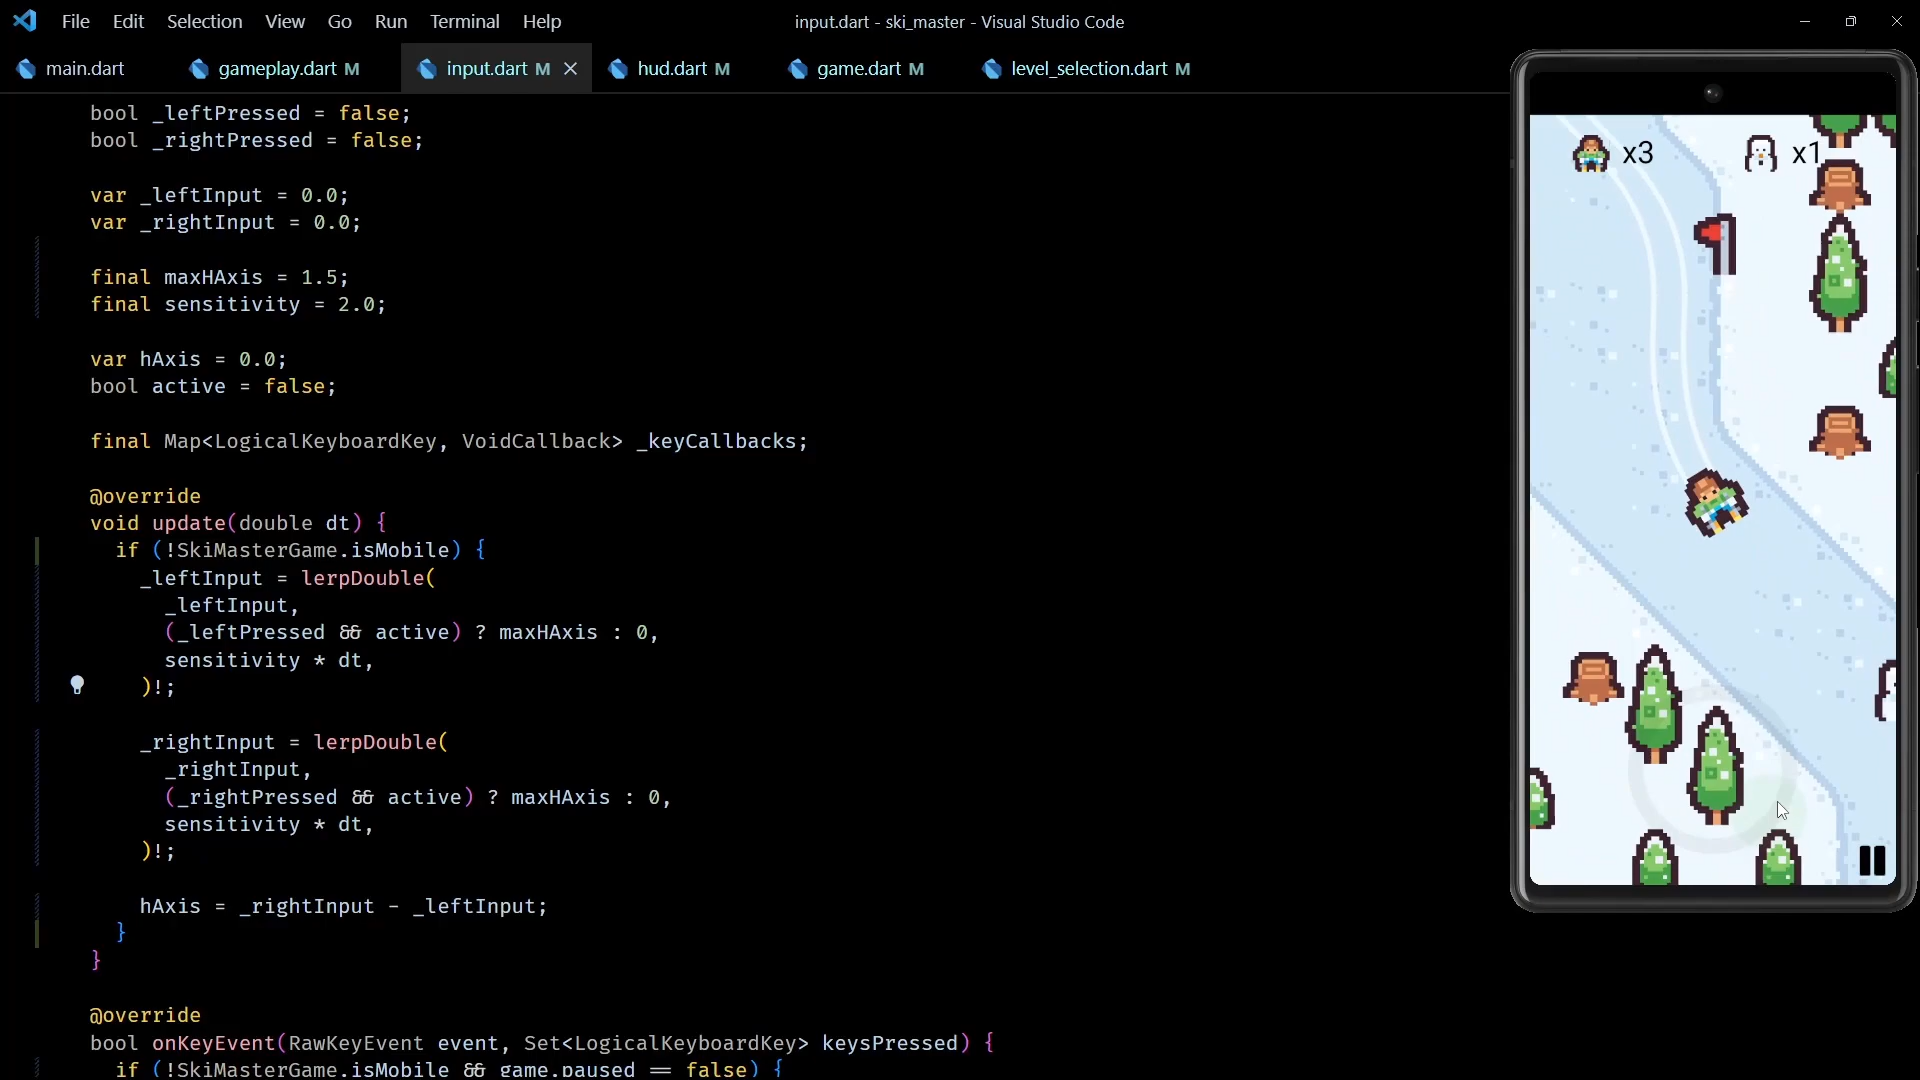 File Edit Selection View Go Run Terminal Help
input.dart - ski_master - Visual Studio Code
main.dart
gameplay.dart M
input.dart M
hud.dart M
game.dart M
level_selection.dart M
bool _leftPressed = false;
bool _rightPressed = false;
var _leftInput = 0.0;
var _rightInput = 0.0;
final maxHAxis = 1.5;
final sensitivity = 2.0;
var hAxis = 0.0;
bool active = false;
final Map<LogicalKeyboardKey, VoidCallback> _keyCallbacks;
@override
void update(double dt) {
if (!SkiMasterGame.isMobile) {
_leftInput = lerpDouble(
_leftInput,
(_leftPressed && active) ? maxHAxis : 0,
sensitivity * dt,
)!;
_rightInput = lerpDouble(
_rightInput,
(_rightPressed && active) ? maxHAxis : 0,
sensitivity * dt,
)!;
hAxis = _rightInput - _leftInput;
}
}
@override
bool onKeyEvent(RawKeyEvent event, Set<LogicalKeyboardKey> keysPressed) {
if (!SkiMasterGame.isMobile && game.paused == false) {
x3
x1